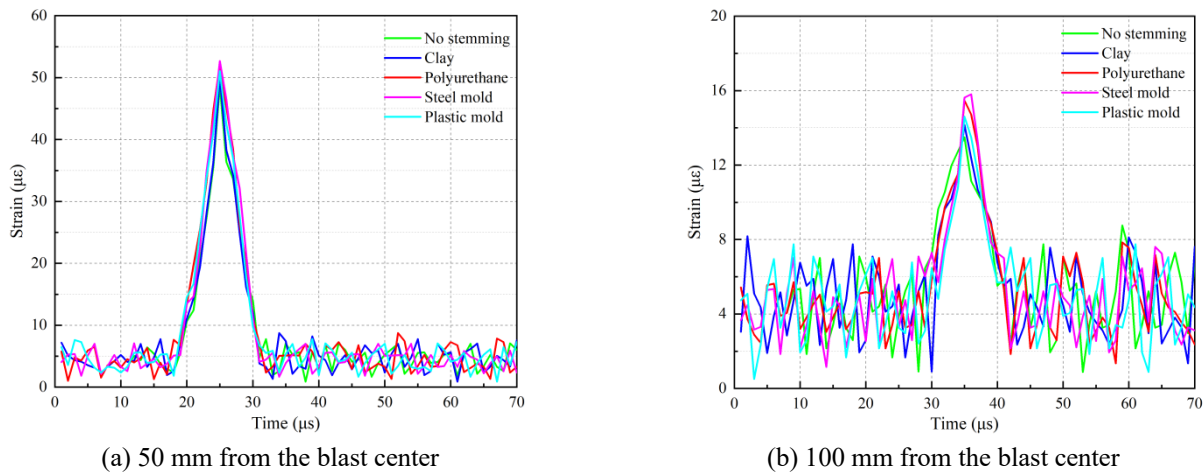 60
50
40
30
20
10
0
Strain (με)
No stemming
Clay
Polyurethane
Steel mold
Plastic mold
0 10 20 30 40 50 60 70
Time (μs)
(a) 50 mm from the blast center
20
16
12
8
4
0
Strain (με)
No stemming
Clay
Polyurethane
Steel mold
Plastic mold
0 10 20 30 40 50 60 70
Time (μs)
(b) 100 mm from the blast center